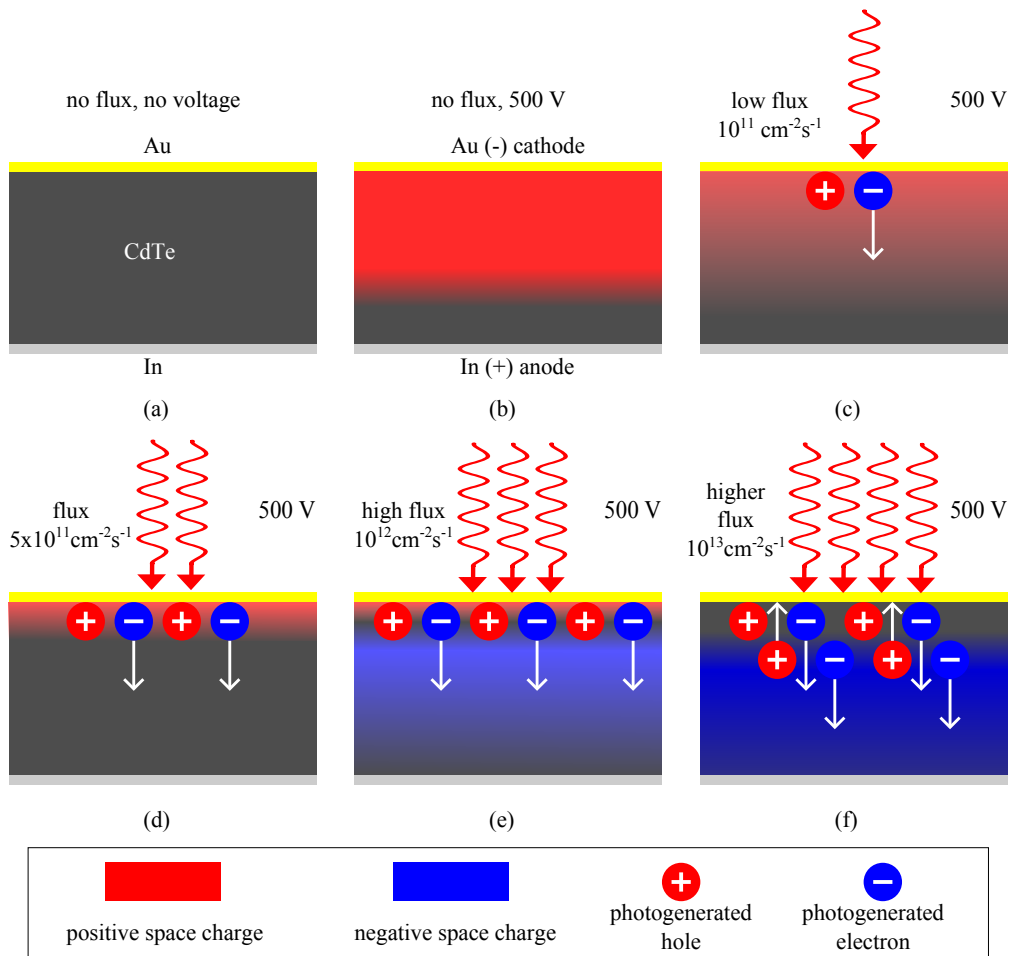 no flux, no voltage
Au
CdTe
In
(a)
no flux, 500 V
Au (-) cathode
In (+) anode
(b)
low flux
10¹¹ cm⁻²s⁻¹
500 V
+ −
(c)
flux
5x10¹¹cm⁻²s⁻¹
500 V
+ − + −
(d)
high flux
10¹²cm⁻²s⁻¹
500 V
+ − + − + −
(e)
higher
flux
10¹³cm⁻²s⁻¹
500 V
+ − + −
+ − + −
(f)
positive space charge
negative space charge
+
photogenerated
hole
−
photogenerated
electron